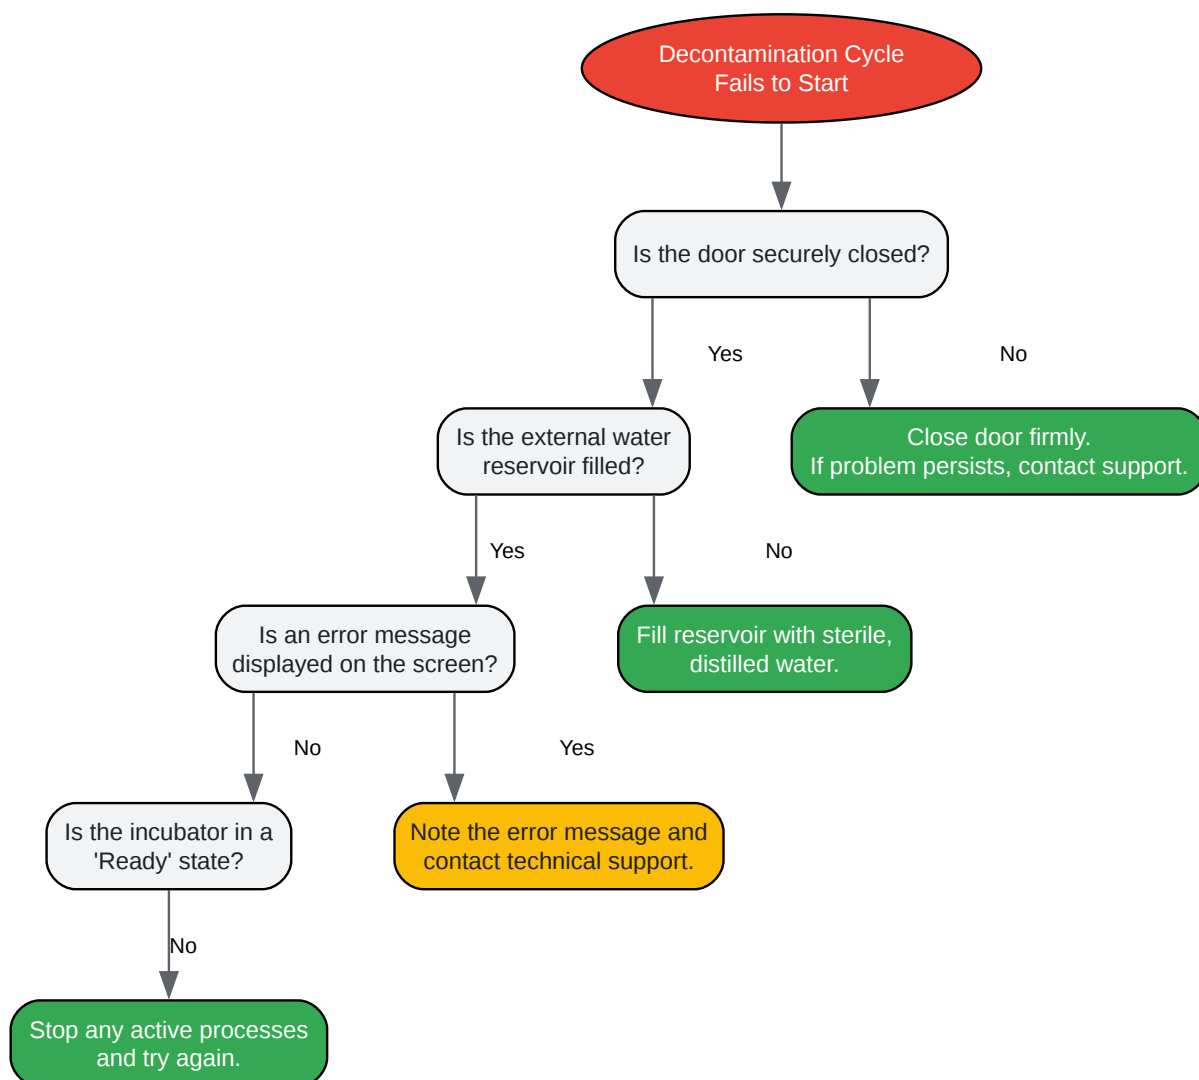 Decontamination Cycle
Fails to Start
Is the door securely closed?
Yes
No
Is the external water
reservoir filled?
Close door firmly.
If problem persists, contact support.
Yes
No
Is an error message
displayed on the screen?
Fill reservoir with sterile,
distilled water.
No
Yes
Is the incubator in a
'Ready' state?
Note the error message and
contact technical support.
No
Stop any active processes
and try again.